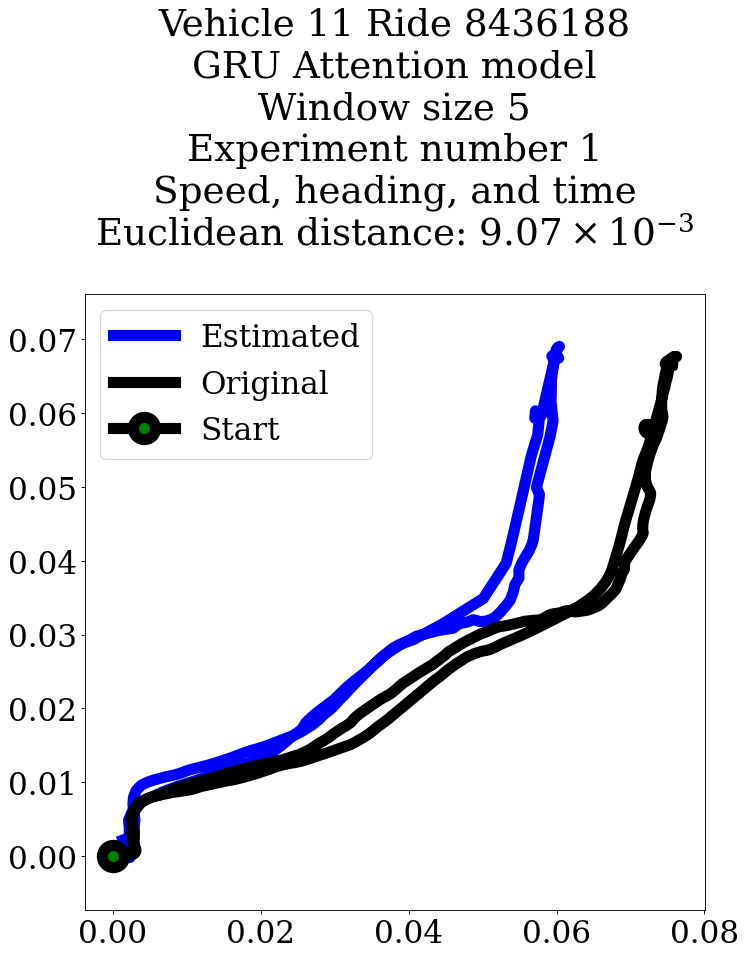 Vehicle 11 Ride 8436188
GRU Attention model
Window size 5
Experiment number 1
Speed, heading, and time
Euclidean distance: 9.07 × 10⁻³
Estimated
Original
Start
0.07
0.06
0.05
0.04
0.03
0.02
0.01
0.00
0.00 0.02 0.04 0.06 0.08